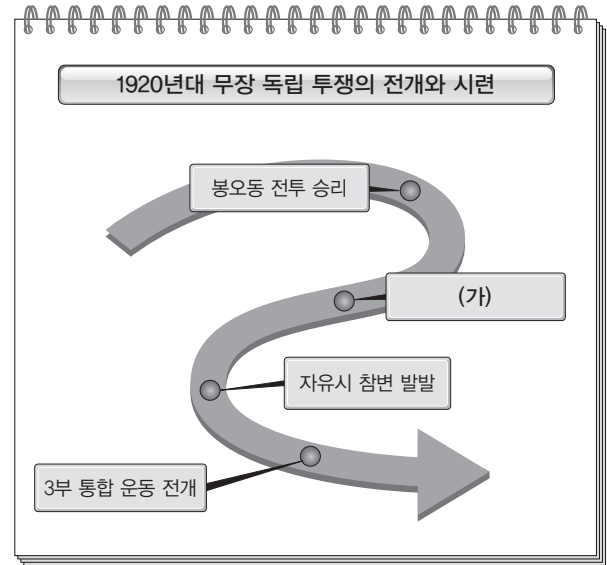 1920년대 무장 독립 투쟁의 전개와 시련
봉오동 전투 승리
(가)
자유시 참변 발발
3부 통합 운동 전개